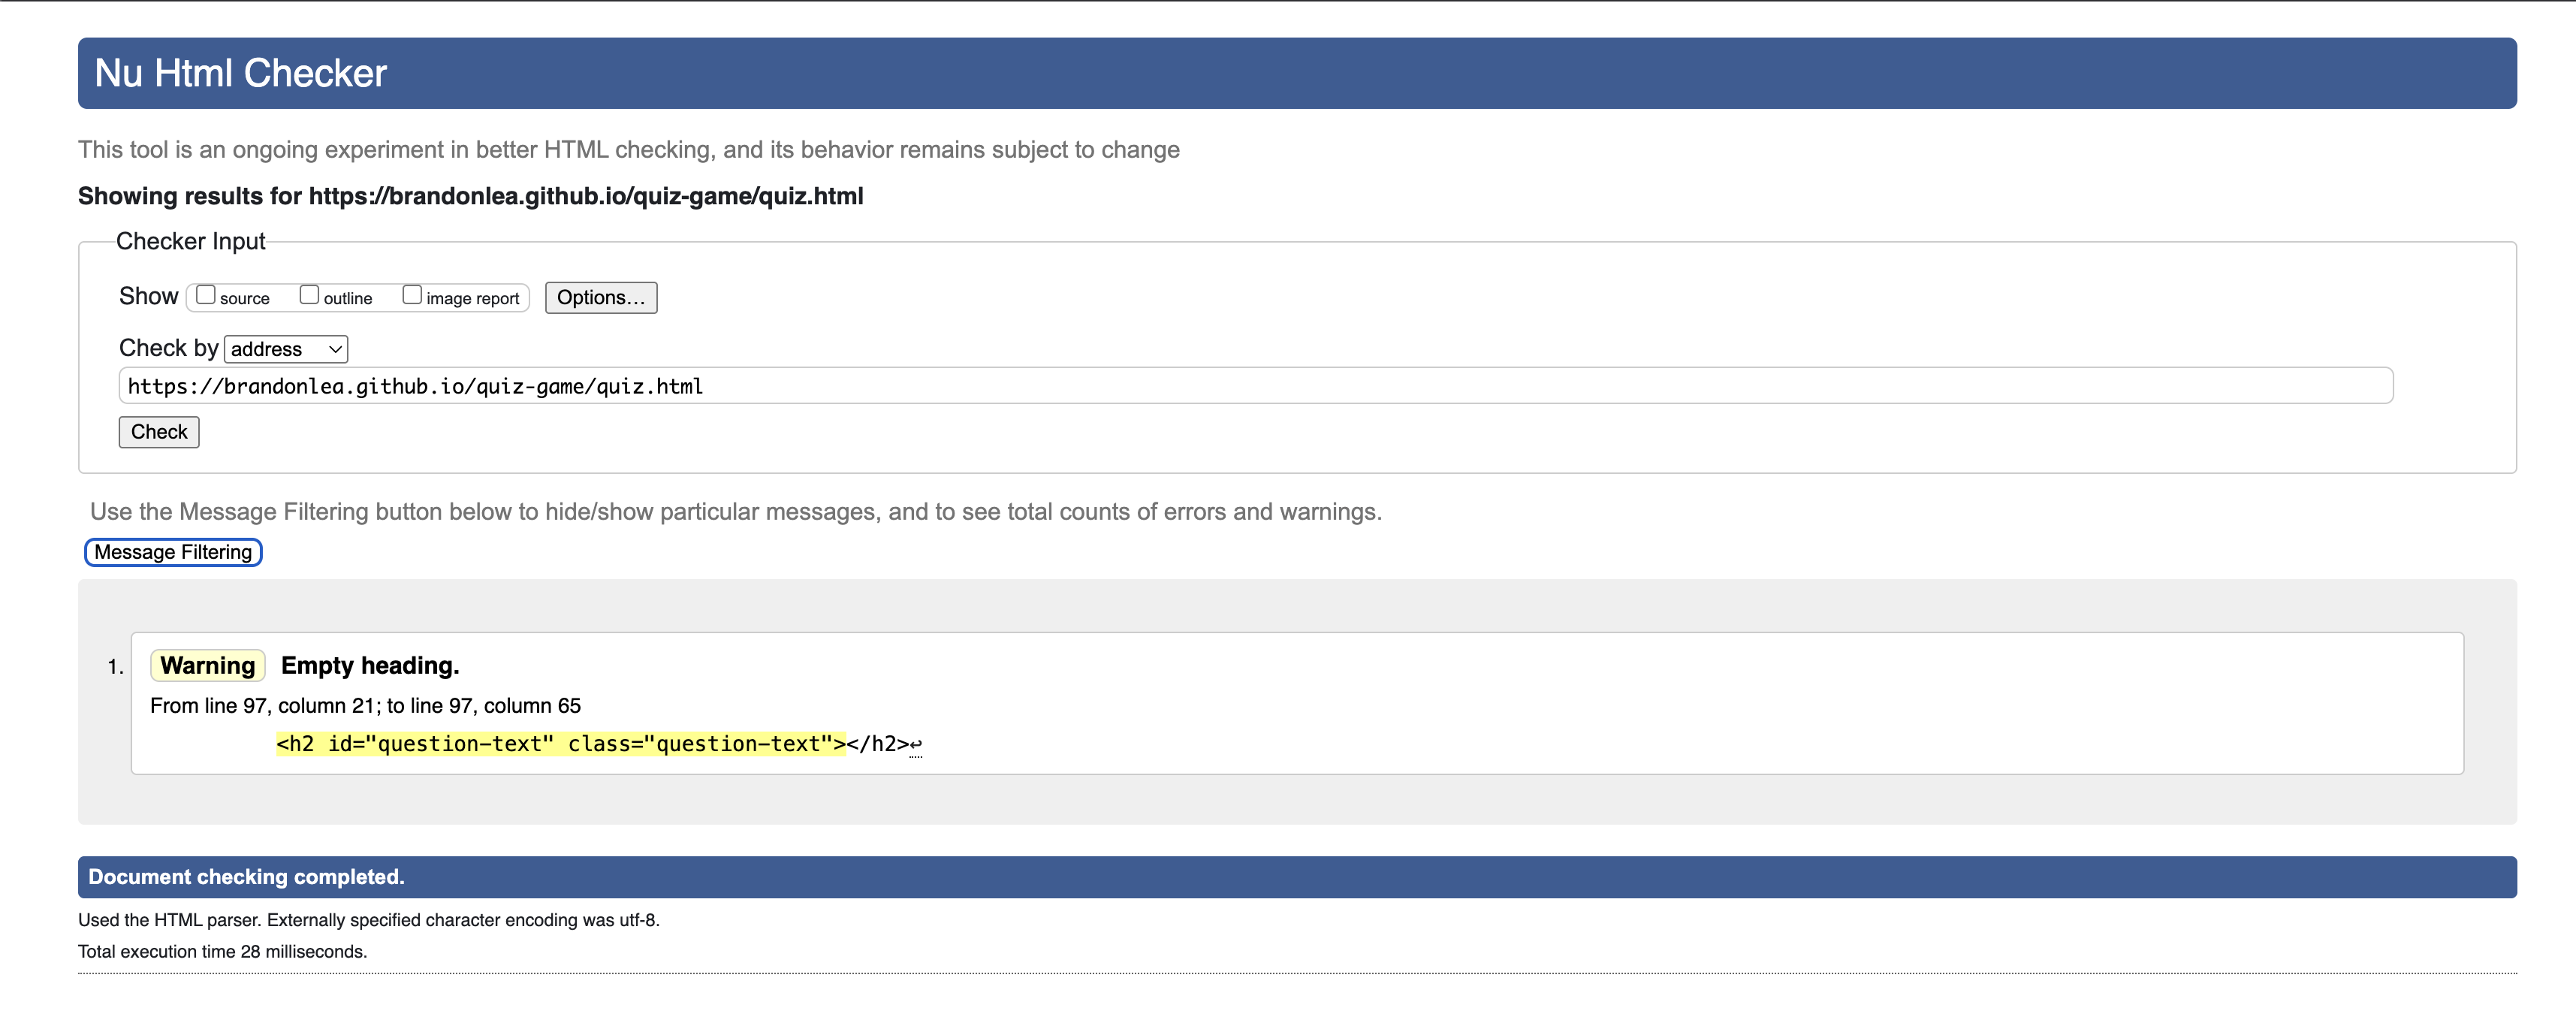 Nu Html Checker
This tool is an ongoing experiment in better HTML checking, and its behavior remains subject to change
Showing results for https://brandonlea.github.io/quiz-game/quiz.html
Checker Input
Show source outline image report Options...
Check by address
https://brandonlea.github.io/quiz-game/quiz.html
Check
Use the Message Filtering button below to hide/show particular messages, and to see total counts of errors and warnings.
Message Filtering
1. Warning Empty heading.
From line 97, column 21; to line 97, column 65
<h2 id="question-text" class="question-text"></h2>↩
Document checking completed.
Used the HTML parser. Externally specified character encoding was utf-8.
Total execution time 28 milliseconds.